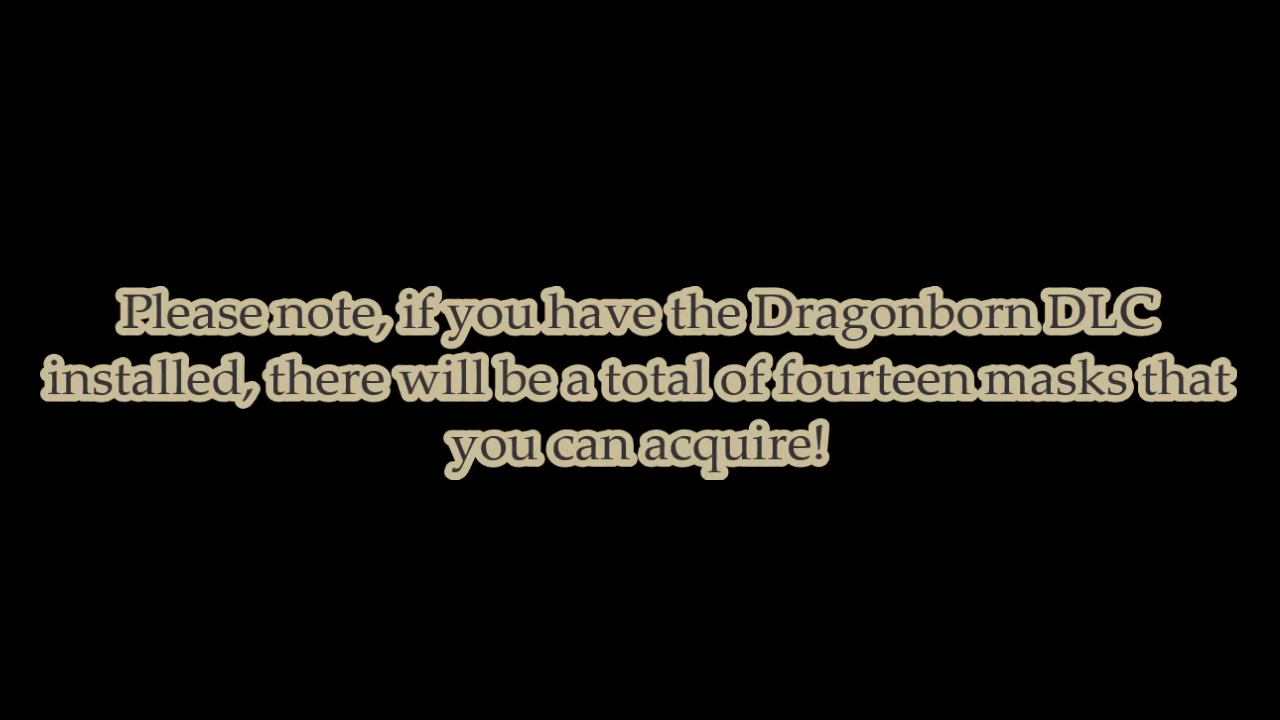 Please note, if you have the Dragonborn DLC
installed, there will be a total of fourteen masks that
you can acquire!